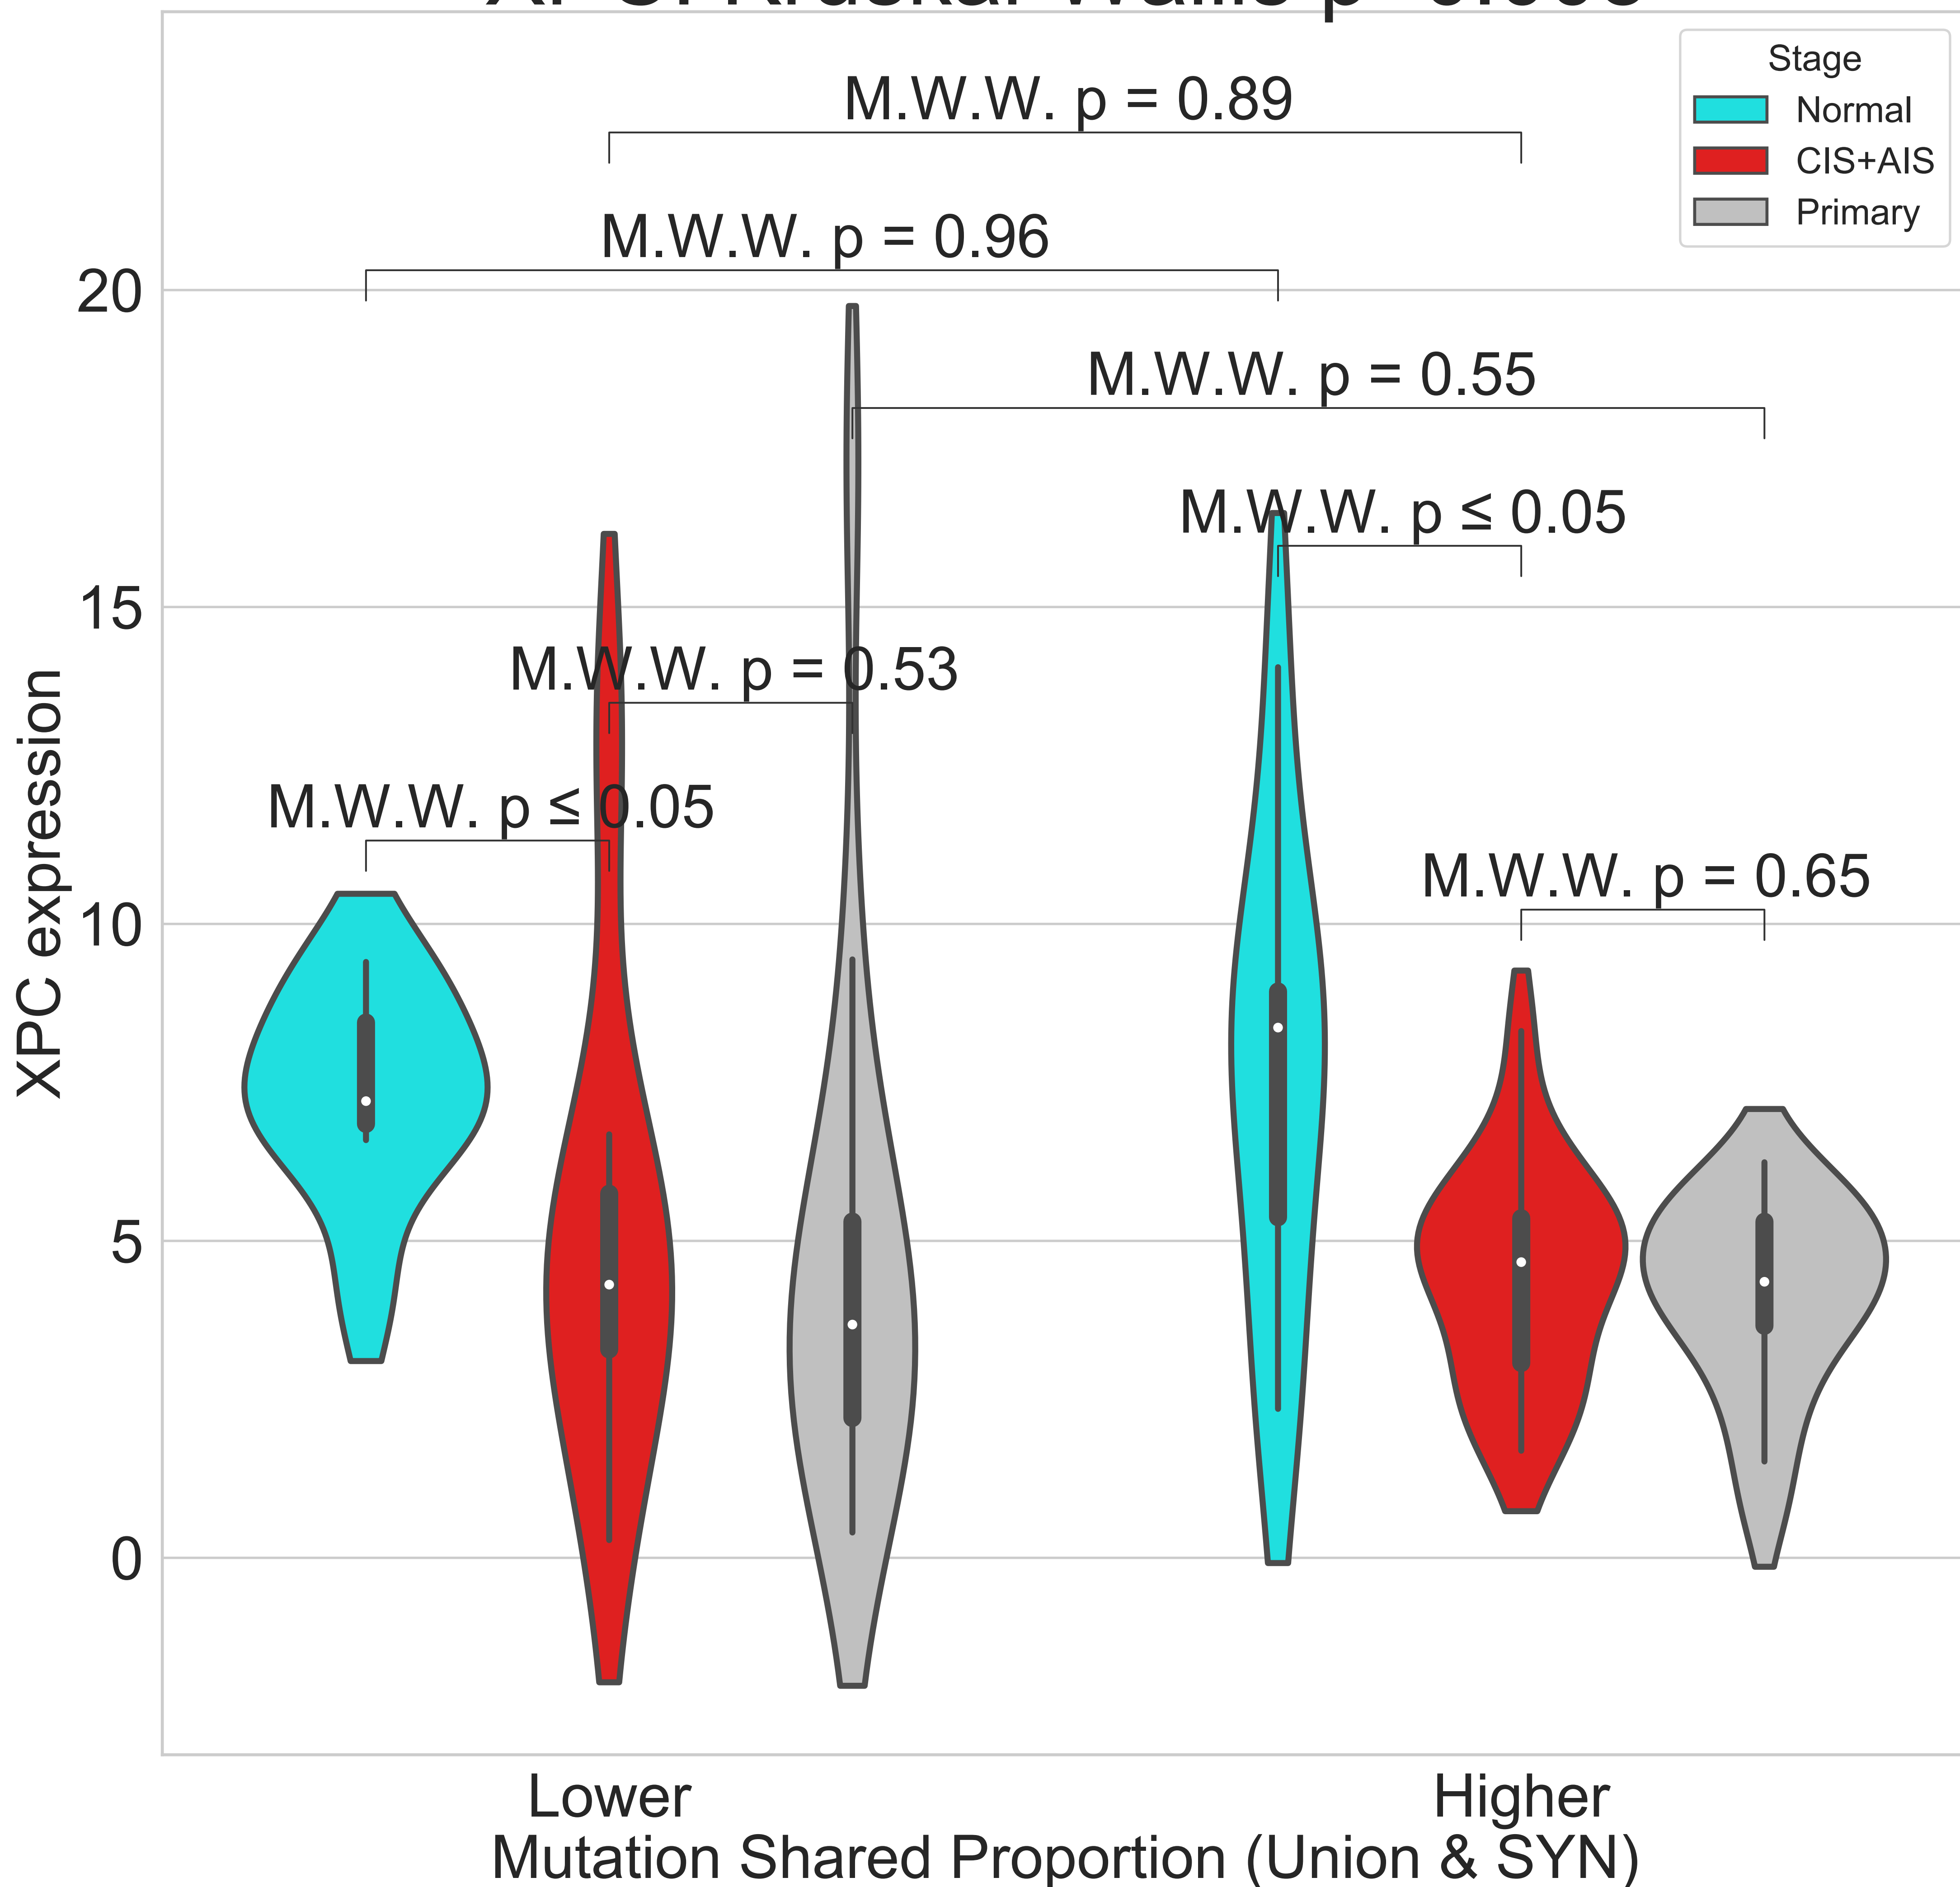 Stage
Normal
CIS+AIS
Primary
M.W.W. p = 0.89
M.W.W. p = 0.96
M.W.W. p = 0.55
M.W.W. p ≤ 0.05
M.W.W. p = 0.53
M.W.W. p ≤ 0.05
M.W.W. p = 0.65
20
15
10
5
0
XPC expression
Lower
Higher
Mutation Shared Proportion (Union & SYN)